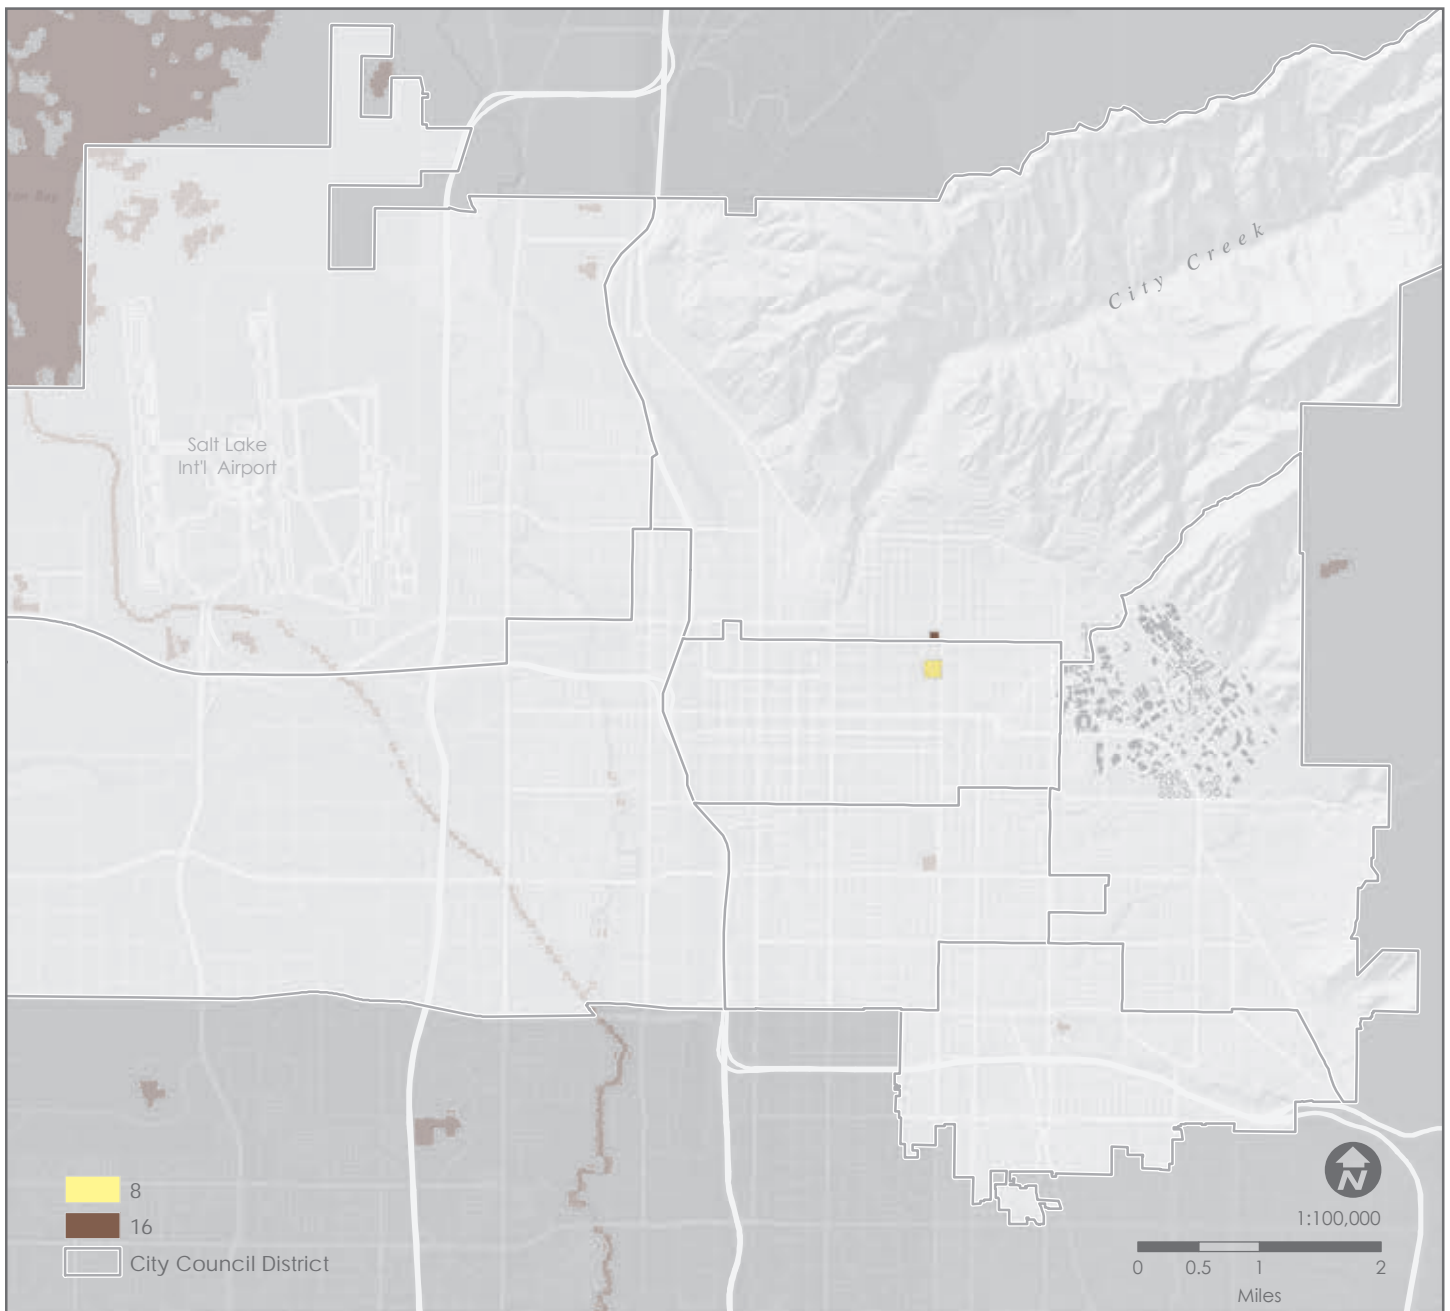 City Creek
Salt Lake
Int'l Airport
8
16
City Council District
N
1:100,000
0 0.5 1 2
Miles